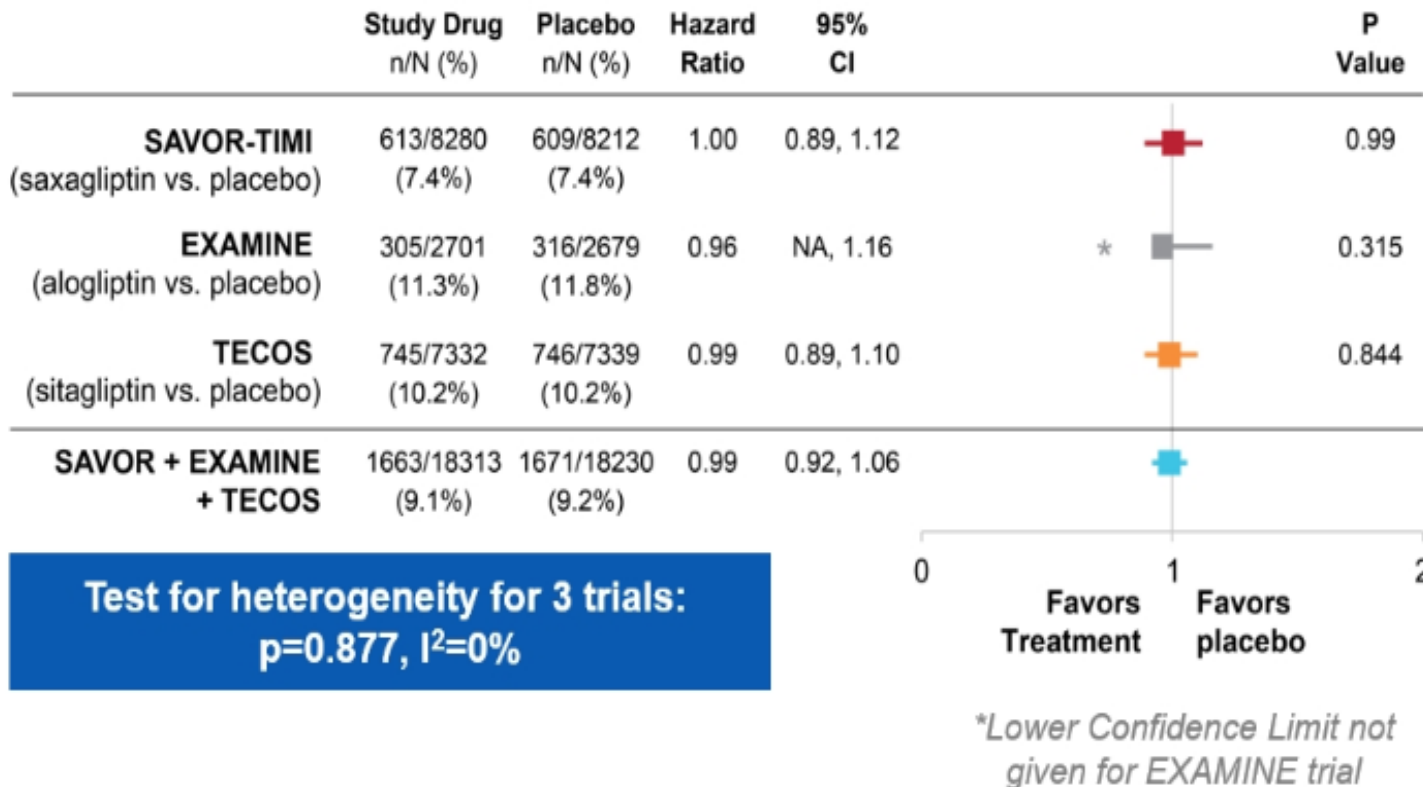 Study Drug Placebo Hazard 95% P
n/N (%) n/N (%) Ratio CI Value
SAVOR-TIMI 613/8280 609/8212 1.00 0.89, 1.12 0.99
(saxagliptin vs. placebo) (7.4%) (7.4%)
EXAMINE 305/2701 316/2679 0.96 NA, 1.16 * 0.315
(alogliptin vs. placebo) (11.3%) (11.8%)
TECOS 745/7332 746/7339 0.99 0.89, 1.10 0.844
(sitagliptin vs. placebo) (10.2%) (10.2%)
SAVOR + EXAMINE 1663/18313 1671/18230 0.99 0.92, 1.06
+ TECOS (9.1%) (9.2%)
Test for heterogeneity for 3 trials:
p=0.877, I²=0%
0 1 2
Favors Favors
Treatment placebo
*Lower Confidence Limit not
given for EXAMINE trial